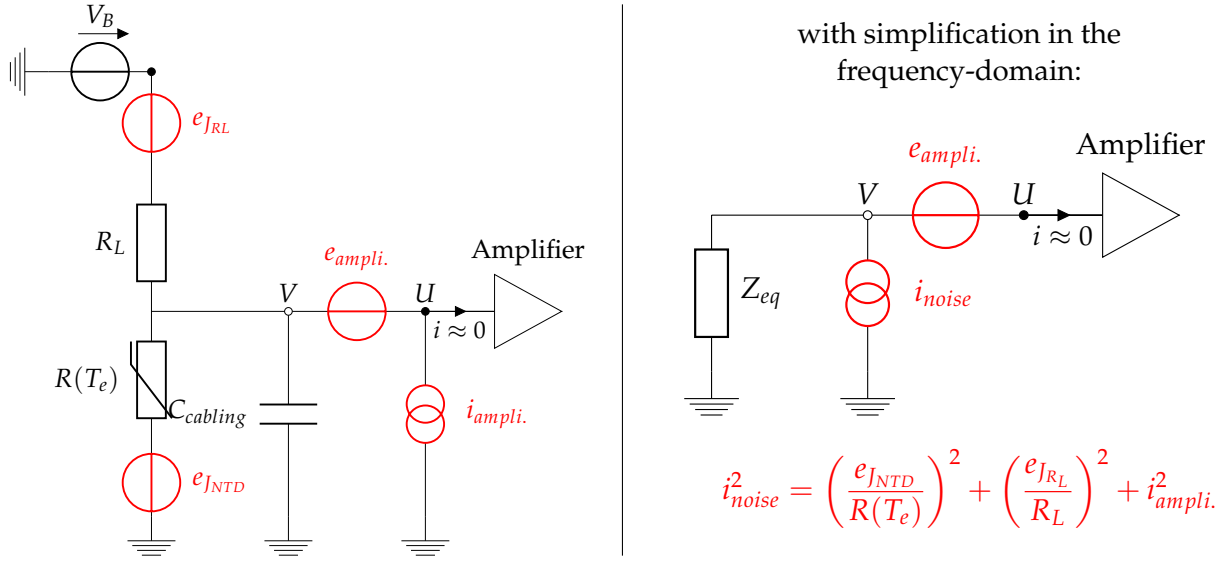 V_B
e_{J_{RL}}
R_L
e_{ampli.}
Amplifier
V
U
i ≈ 0
R(T_e)
C_{cabling}
i_{ampli.}
e_{J_{NTD}}
with simplification in the
frequency-domain:
Amplifier
e_{ampli.}
V
U
i ≈ 0
Z_{eq}
i_{noise}
i^2_{noise} = (e_{J_{NTD}} / R(T_e))^2 + (e_{J_{R_L}} / R_L)^2 + i^2_{ampli.}